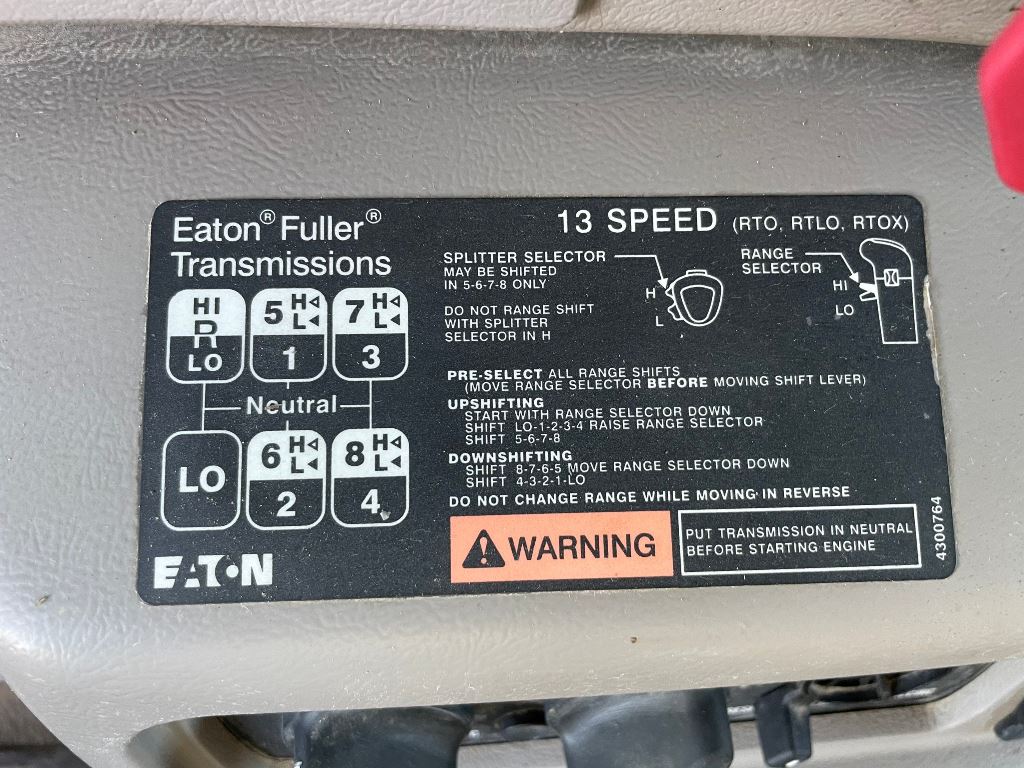 Eaton® Fuller®
Transmissions
13 SPEED (RTO, RTLO, RTOX)
HI
R
LO
5 H
L
1
7 H
L
3
Neutral
LO
6 H
L
2
8 H
L
4
EATON
SPLITTER SELECTOR
MAY BE SHIFTED
IN 5-6-7-8 ONLY
DO NOT RANGE SHIFT
WITH SPLITTER
SELECTOR IN H
H
L
RANGE
SELECTOR
HI
LO
PRE-SELECT ALL RANGE SHIFTS
(MOVE RANGE SELECTOR BEFORE MOVING SHIFT LEVER)
UPSHIFTING
START WITH RANGE SELECTOR DOWN
SHIFT LO-1-2-3-4 RAISE RANGE SELECTOR
SHIFT 5-6-7-8
DOWNSHIFTING
SHIFT 8-7-6-5 MOVE RANGE SELECTOR DOWN
SHIFT 4-3-2-1-LO
DO NOT CHANGE RANGE WHILE MOVING IN REVERSE
WARNING
PUT TRANSMISSION IN NEUTRAL
BEFORE STARTING ENGINE
4300764